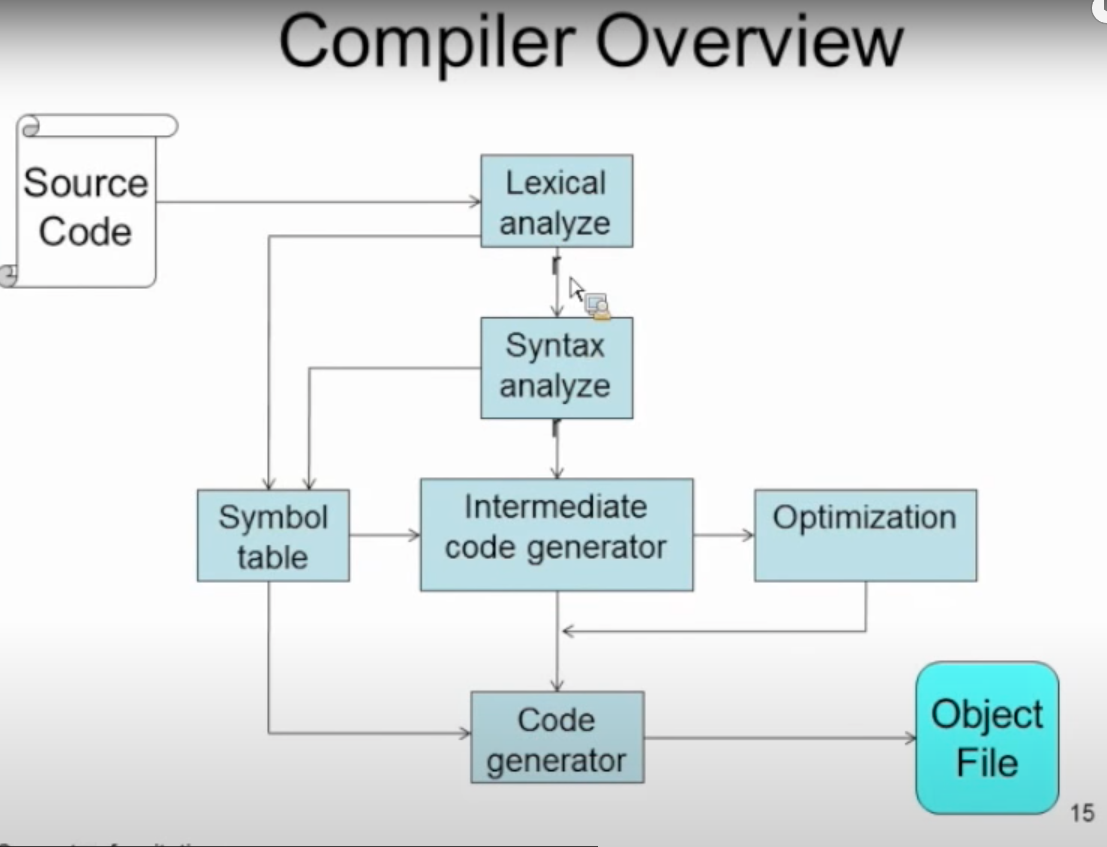 Compiler Overview
Source
Code
Lexical
analyze
r
Syntax
analyze
r
Symbol
table
Intermediate
code generator
Optimization
Code
generator
Object
File
15